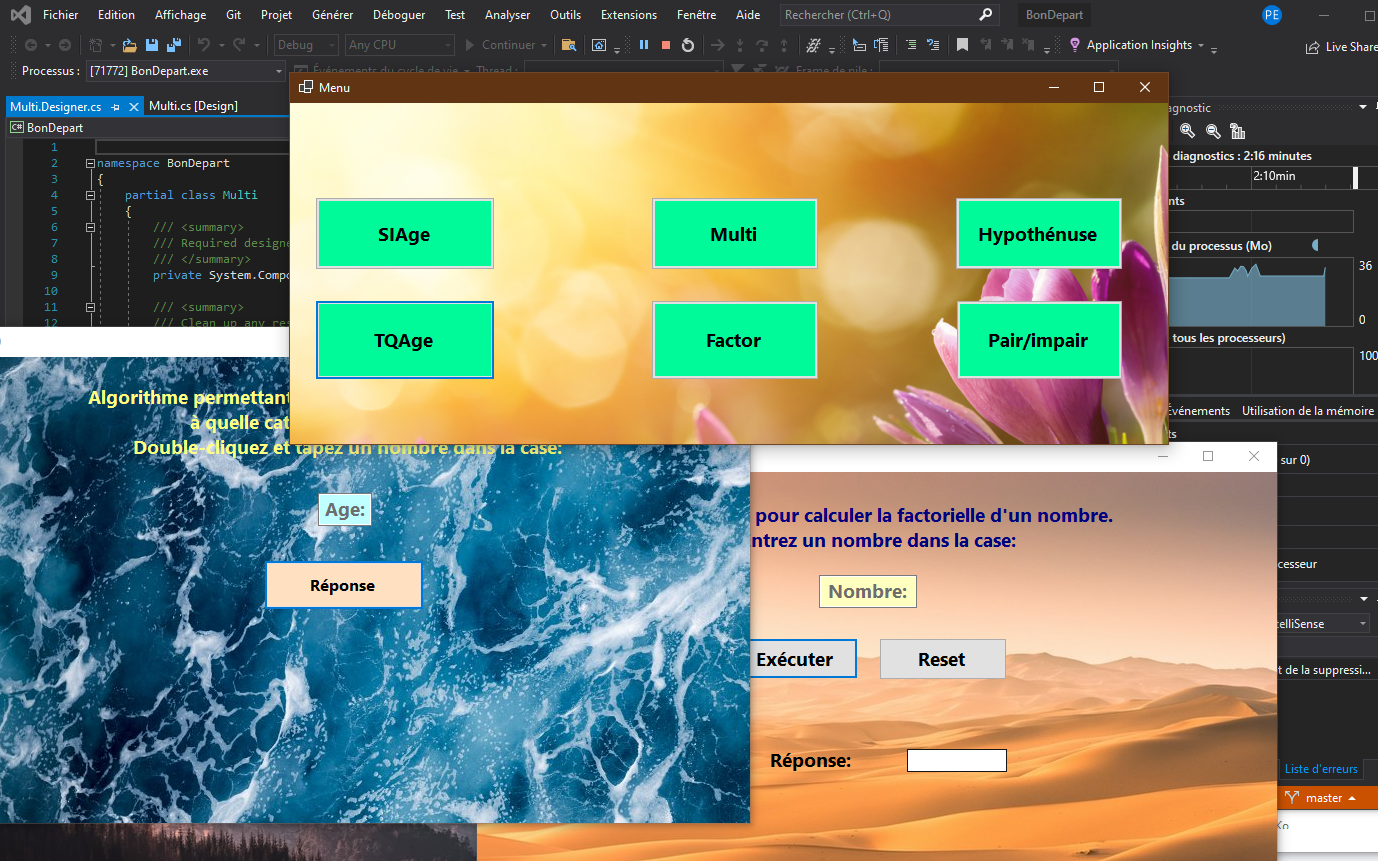 Fichier Edition Affichage Git Projet Générer Déboguer Test Analyser Outils Extensions Fenêtre Aide Rechercher (Ctrl+Q) BonDepart PE
Debug Any CPU Continuer Application Insights Live Share
Processus : [71772] BonDepart.exe Événements du cycle de vie Thread : Frame de pile :
Menu
Multi.Designer.cs Multi.cs [Design]
C# BonDepart
1
2 namespace BonDepart
3 {
4 partial class Multi
5 {
6 /// <summary>
7 /// Required designe
8 /// </summary>
9 private System.Compo
10
11 /// <summary>
12 /// Clean up any res
SIAge Multi Hypothénuse
TQAge Factor Pair/impair
agnostic
diagnostics : 2:16 minutes
2:10min
nts
du processus (Mo)
36
0
tous les processeurs)
100
Événements Utilisation de la mémoire
ts
sur 0)
cesseur
telliSense
t de la suppressi...
Liste d'erreurs
master
Ko
Algorithme permettant
à quelle cat
Double-cliquez et tapez un nombre dans la case:
Age:
Réponse
pour calculer la factorielle d'un nombre.
ntrez un nombre dans la case:
Nombre:
Exécuter Reset
Réponse: